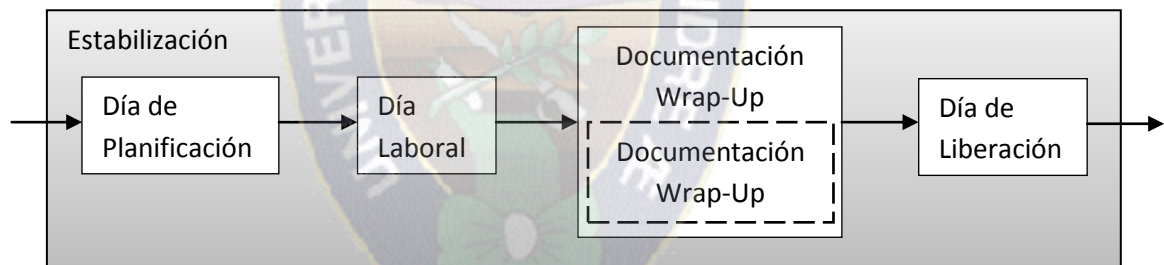 Estabilización
Día de
Planificación
Día
Laboral
Documentación
Wrap-Up
Documentación
Wrap-Up
Día de
Liberación